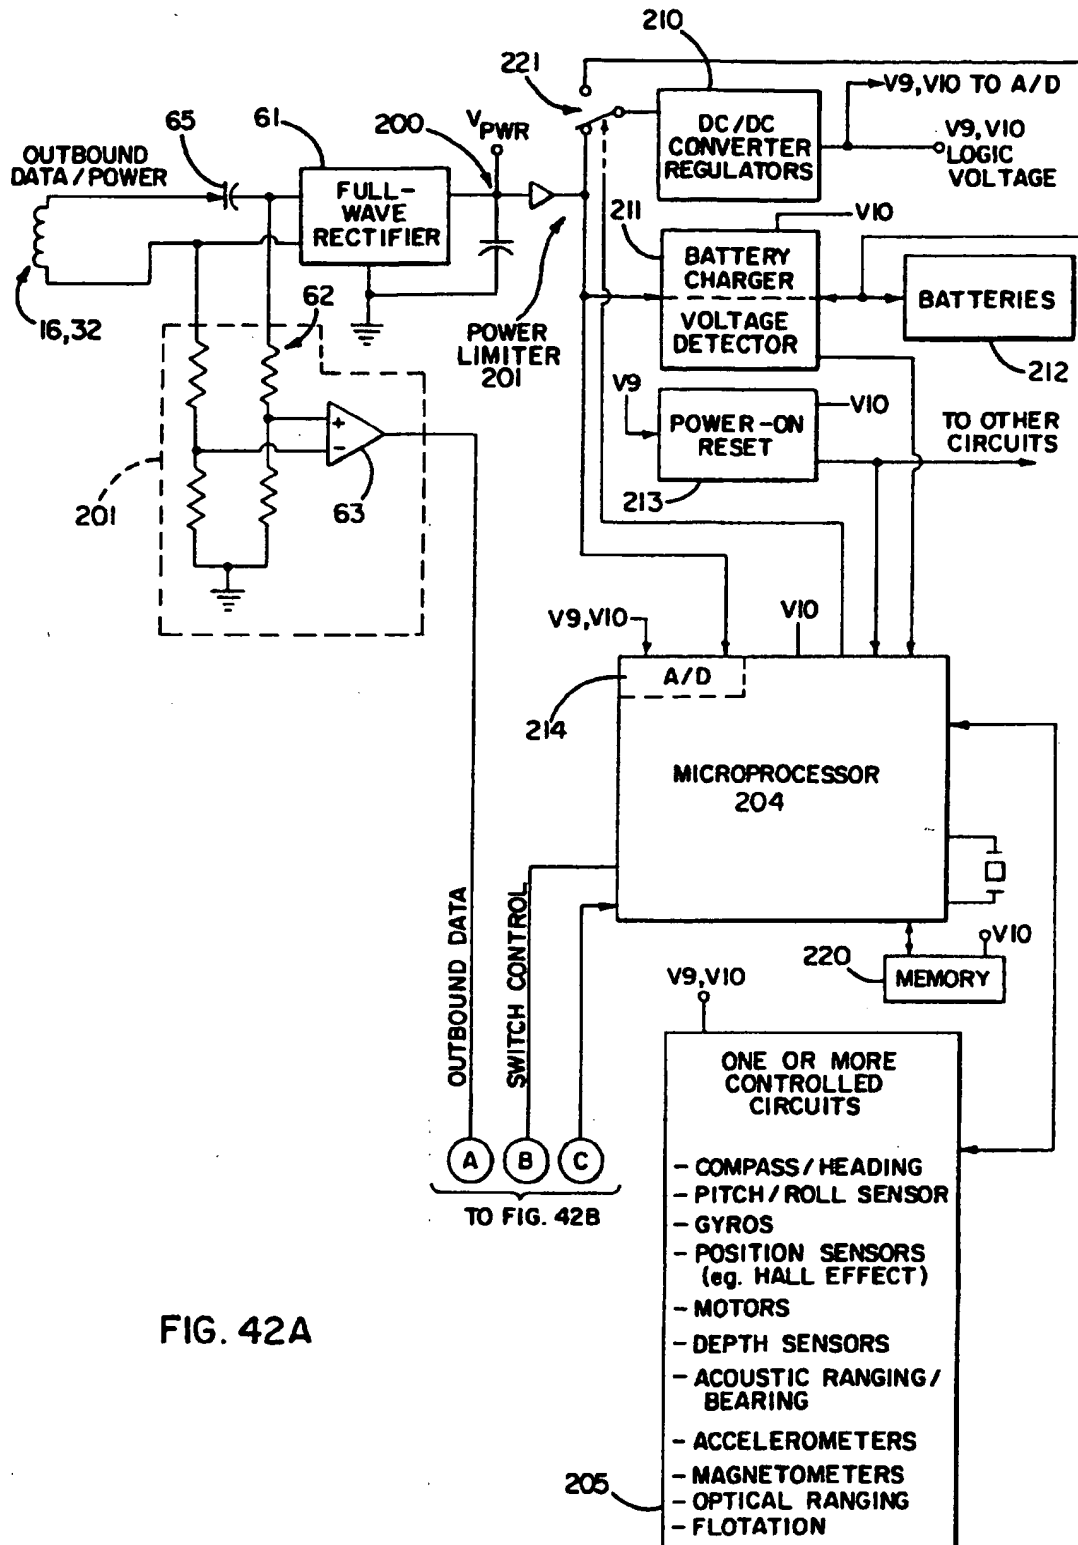 210
221
V9,V10 TO A/D
65
61
200
VPWR
DC/DC
CONVERTER
REGULATORS
V9,V10
LOGIC
VOLTAGE
OUTBOUND
DATA/POWER
FULL-
WAVE
RECTIFIER
211
V10
BATTERY
CHARGER
VOLTAGE
DETECTOR
BATTERIES
16,32
62
POWER
LIMITER
201
212
V9
V10
POWER-ON
RESET
TO OTHER
CIRCUITS
+
-
201
63
213
V9,V10
V10
A/D
214
MICROPROCESSOR
204
OUTBOUND DATA
SWITCH CONTROL
220
V10
MEMORY
V9,V10
ONE OR MORE
CONTROLLED
CIRCUITS
A
B
C
TO FIG. 42B
- COMPASS/HEADING
- PITCH/ROLL SENSOR
- GYROS
- POSITION SENSORS
(eg. HALL EFFECT)
- MOTORS
- DEPTH SENSORS
- ACOUSTIC RANGING/
BEARING
- ACCELEROMETERS
- MAGNETOMETERS
- OPTICAL RANGING
- FLOTATION
205
FIG. 42A